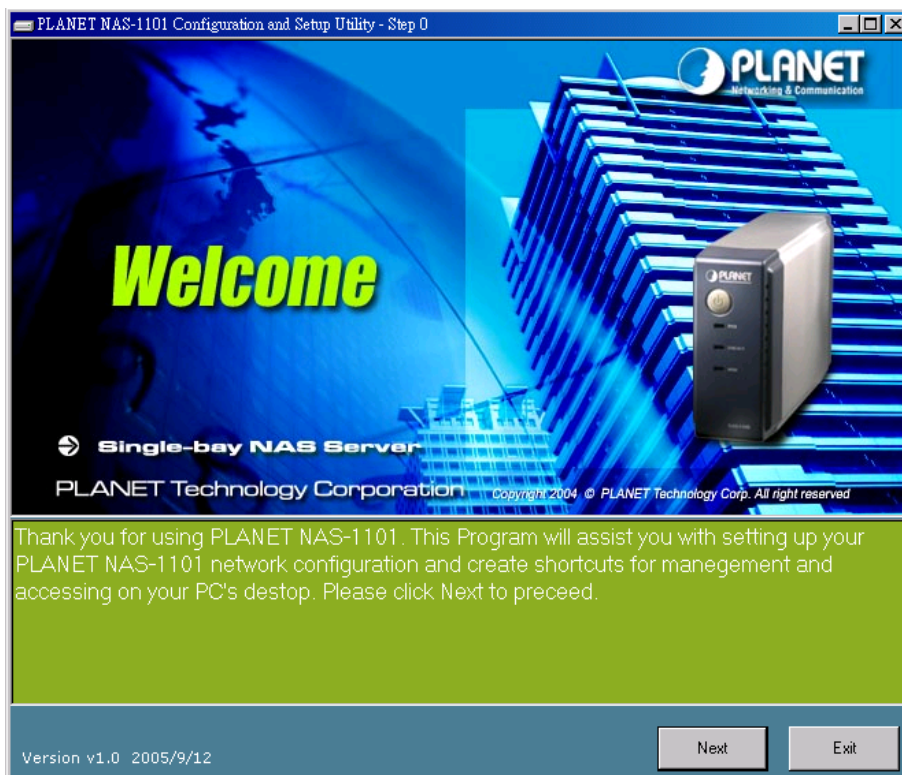 PLANET NAS-1101 Configuration and Setup Utility - Step 0
PLANET
Networking & Communication
Welcome
PLANET
Single-bay NAS Server
PLANET Technology Corporation
Copyright 2004 © PLANET Technology Corp. All right reserved
Thank you for using PLANET NAS-1101. This Program will assist you with setting up your
PLANET NAS-1101 network configuration and create shortcuts for manegement and
accessing on your PC's destop. Please click Next to preceed.
Version v1.0 2005/9/12
Next
Exit